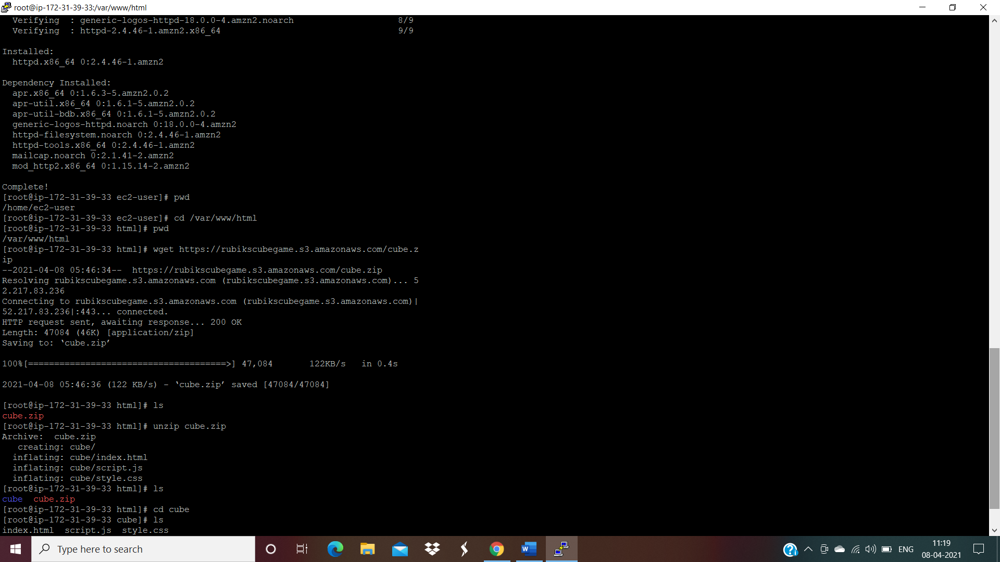 root@ip-172-31-39-33:/var/www/html
  Verifying  : generic-logos-httpd-18.0.0-4.amzn2.noarch                    8/9
  Verifying  : httpd-2.4.46-1.amzn2.x86_64                                  9/9
Installed:
  httpd.x86_64 0:2.4.46-1.amzn2
Dependency Installed:
  apr.x86_64 0:1.6.3-5.amzn2.0.2
  apr-util.x86_64 0:1.6.1-5.amzn2.0.2
  apr-util-bdb.x86_64 0:1.6.1-5.amzn2.0.2
  generic-logos-httpd.noarch 0:18.0.0-4.amzn2
  httpd-filesystem.noarch 0:2.4.46-1.amzn2
  httpd-tools.x86_64 0:2.4.46-1.amzn2
  mailcap.noarch 0:2.1.41-2.amzn2
  mod_http2.x86_64 0:1.15.14-2.amzn2
Complete!
[root@ip-172-31-39-33 ec2-user]# pwd
/home/ec2-user
[root@ip-172-31-39-33 ec2-user]# cd /var/www/html
[root@ip-172-31-39-33 html]# pwd
/var/www/html
[root@ip-172-31-39-33 html]# wget https://rubikscubegame.s3.amazonaws.com/cube.z
ip
--2021-04-08 05:46:34--  https://rubikscubegame.s3.amazonaws.com/cube.zip
Resolving rubikscubegame.s3.amazonaws.com (rubikscubegame.s3.amazonaws.com)... 5
2.217.83.236
Connecting to rubikscubegame.s3.amazonaws.com (rubikscubegame.s3.amazonaws.com)|
52.217.83.236|:443... connected.
HTTP request sent, awaiting response... 200 OK
Length: 47084 (46K) [application/zip]
Saving to: ‘cube.zip’
100%[======================================>] 47,084       122KB/s   in 0.4s
2021-04-08 05:46:36 (122 KB/s) - ‘cube.zip’ saved [47084/47084]
[root@ip-172-31-39-33 html]# ls
cube.zip
[root@ip-172-31-39-33 html]# unzip cube.zip
Archive:  cube.zip
   creating: cube/
  inflating: cube/index.html
  inflating: cube/script.js
  inflating: cube/style.css
[root@ip-172-31-39-33 html]# ls
cube  cube.zip
[root@ip-172-31-39-33 html]# cd cube
[root@ip-172-31-39-33 cube]# ls
index.html  script.js  style.css
Type here to search
ENG
11:19
08-04-2021